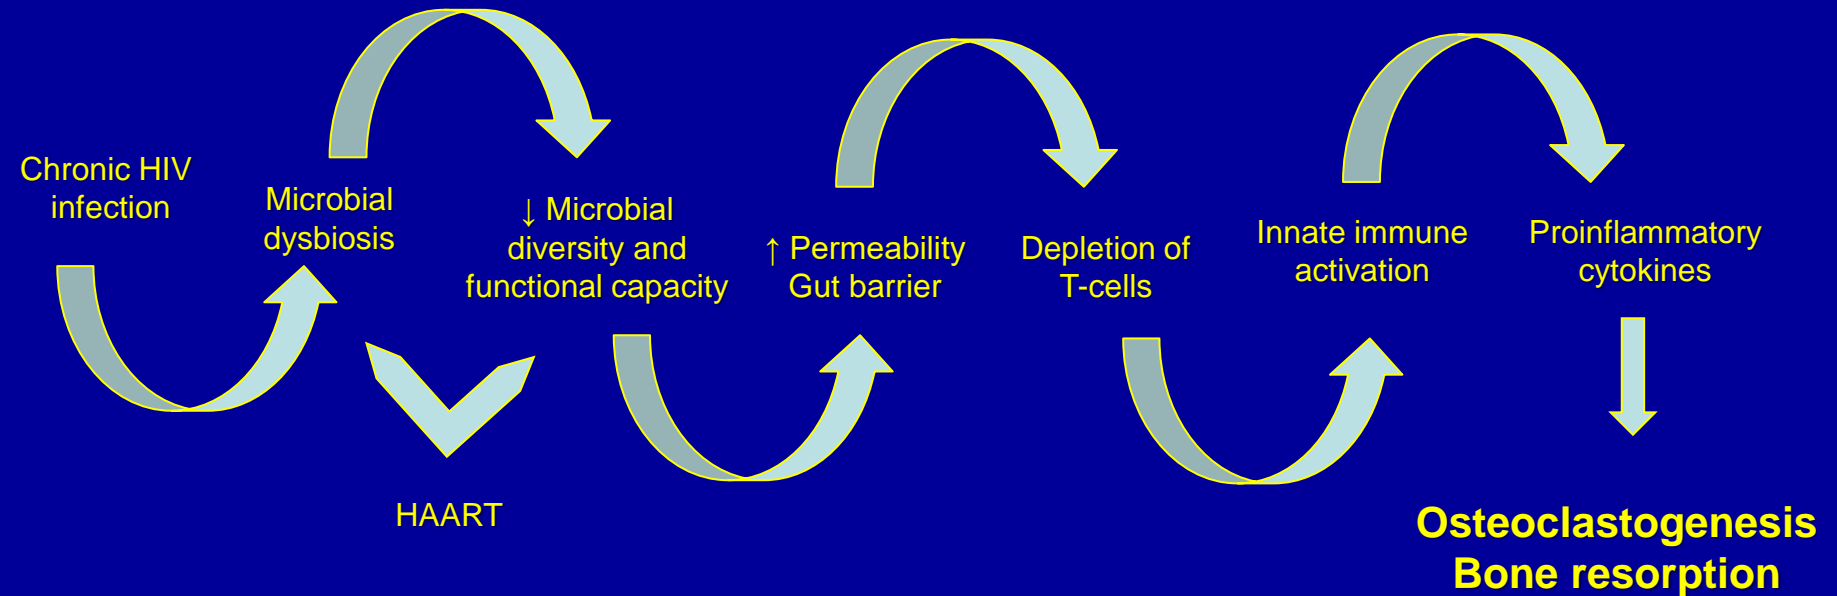 Chronic HIV
infection
Microbial
dysbiosis
↓ Microbial
diversity and
functional capacity
↑ Permeability
Gut barrier
Depletion of
T-cells
Innate immune
activation
Proinflammatory
cytokines
HAART
Osteoclastogenesis
Bone resorption